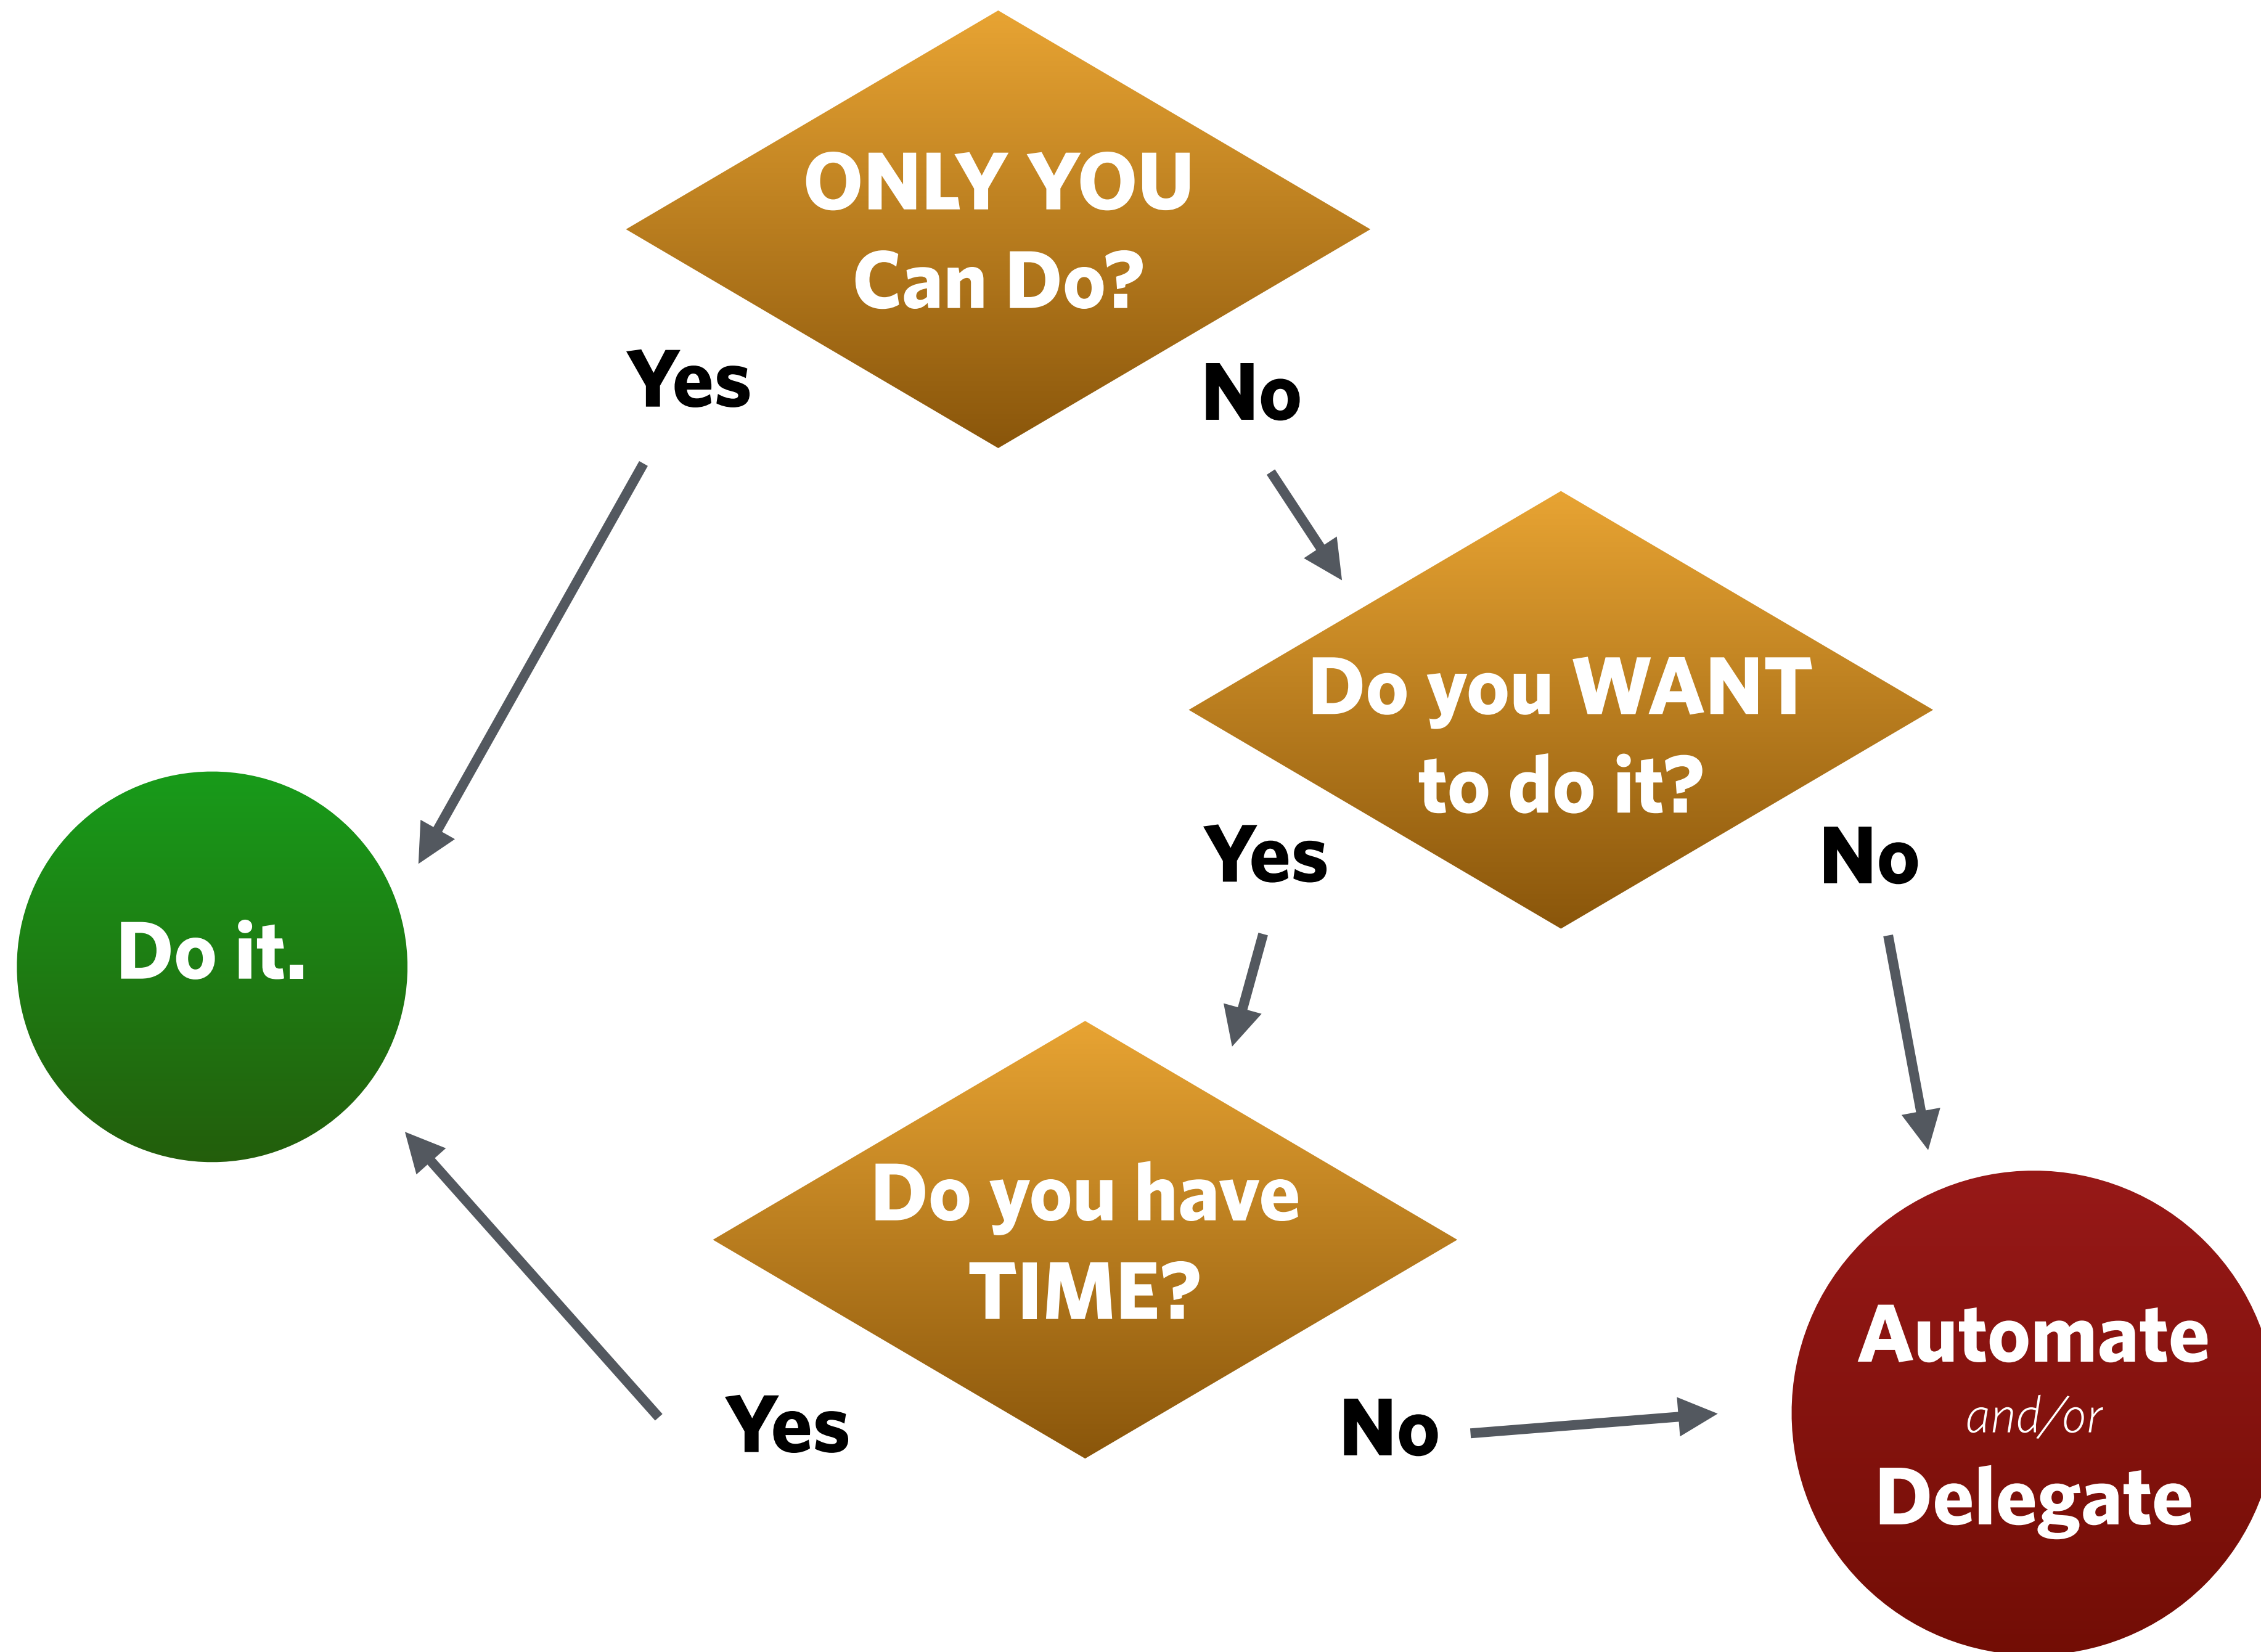 ONLY YOU
Can Do?
Yes
No
Do you WANT
to do it?
Yes
No
Do it.
Do you have
TIME?
Yes
No
Automate
and/or
Delegate